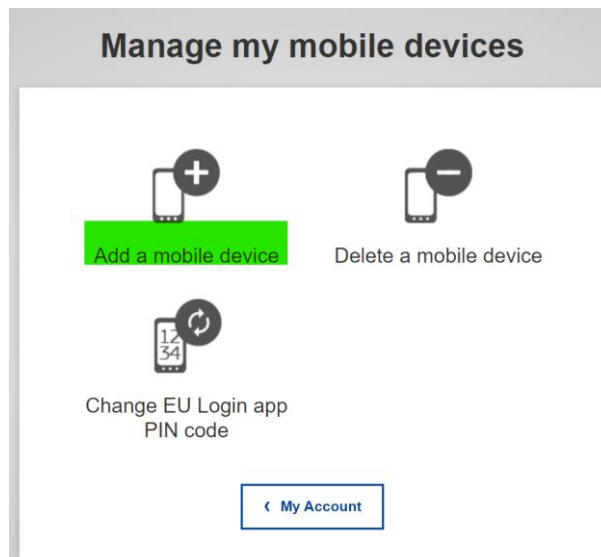 Manage my mobile devices
Add a mobile device
Delete a mobile device
12
34
Change EU Login app
PIN code
‹ My Account